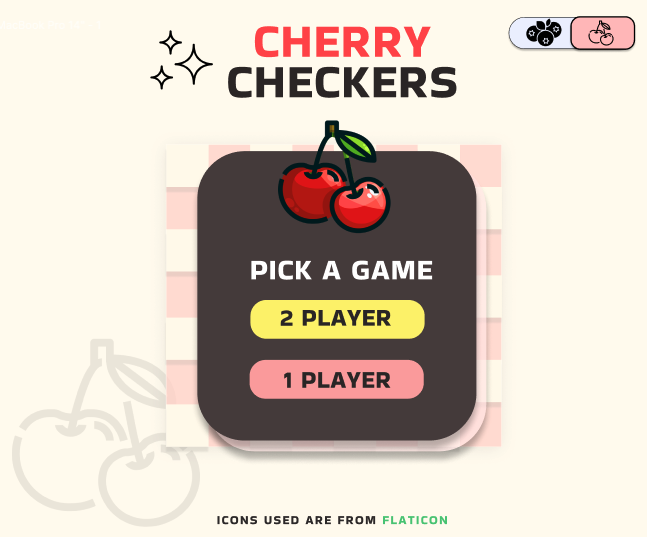 CHERRY
CHECKERS
PICK A GAME
2 PLAYER
1 PLAYER
ICONS USED ARE FROM FLATICON